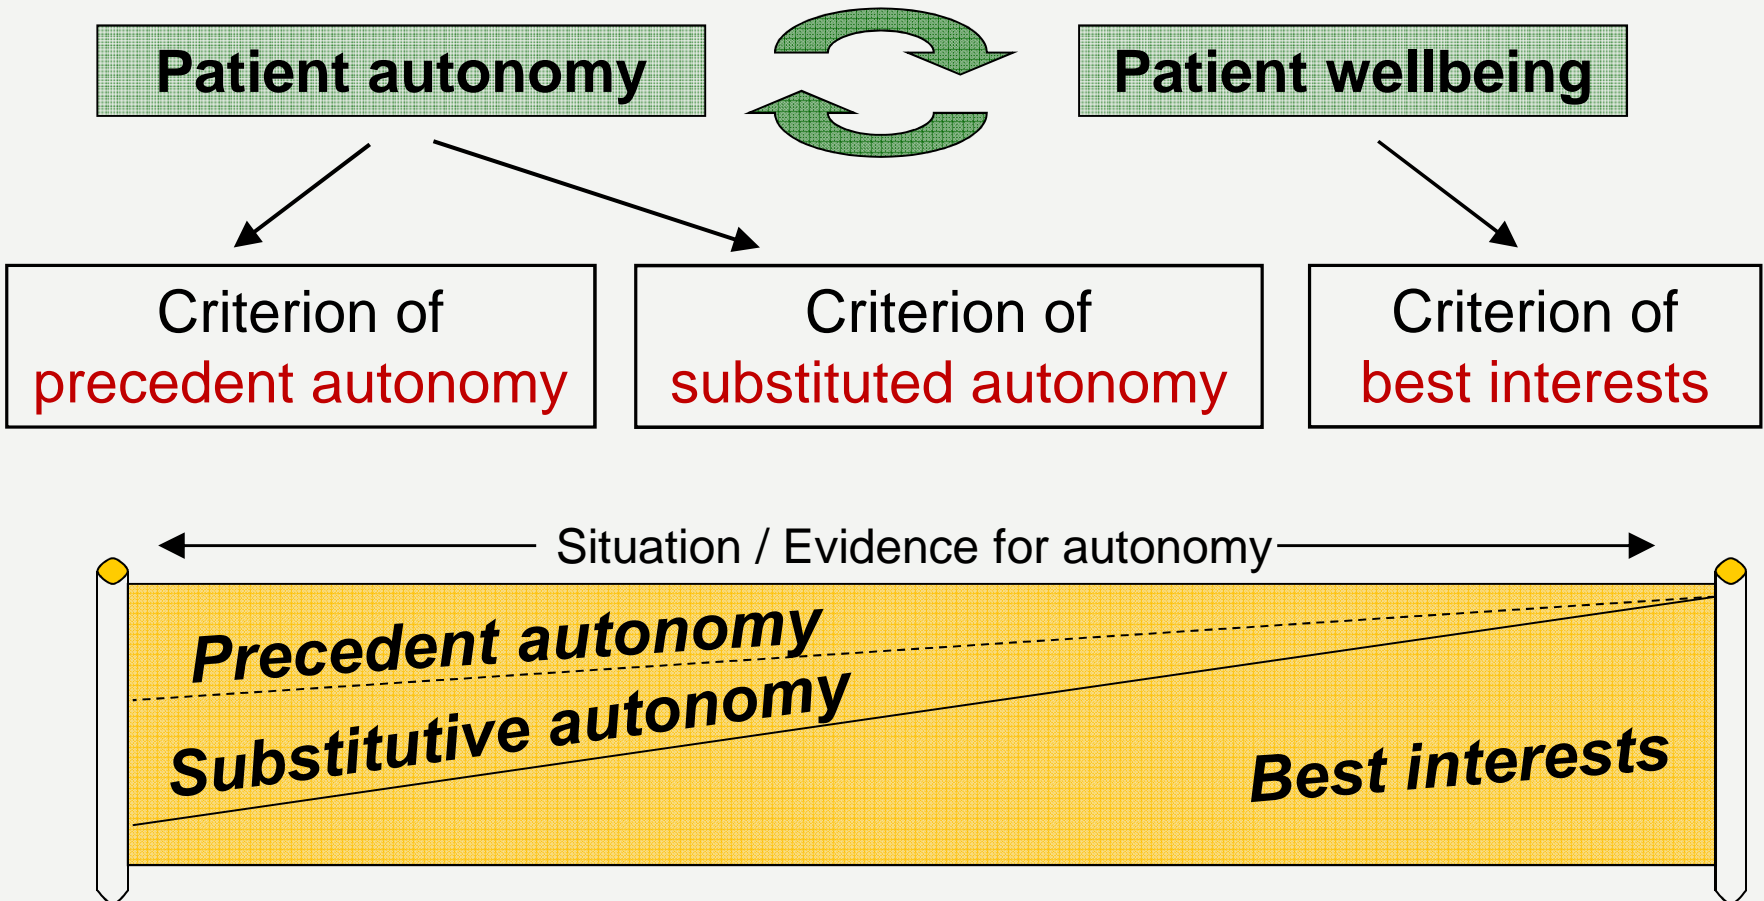 Patient autonomy
Patient wellbeing
Criterion of
precedent autonomy
Criterion of
substituted autonomy
Criterion of
best interests
Situation / Evidence for autonomy
Precedent autonomy
Substitutive autonomy
Best interests